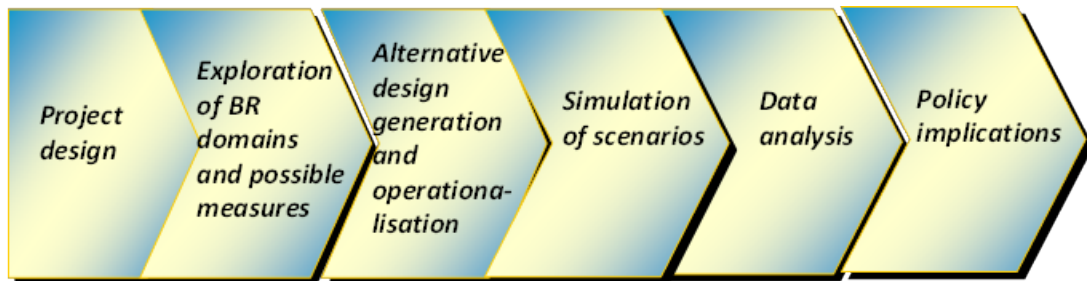 Project
design
Exploration
of BR
domains
and possible
measures
Alternative
design
generation
and
operationa-
lisation
Simulation
of scenarios
Data
analysis
Policy
implications